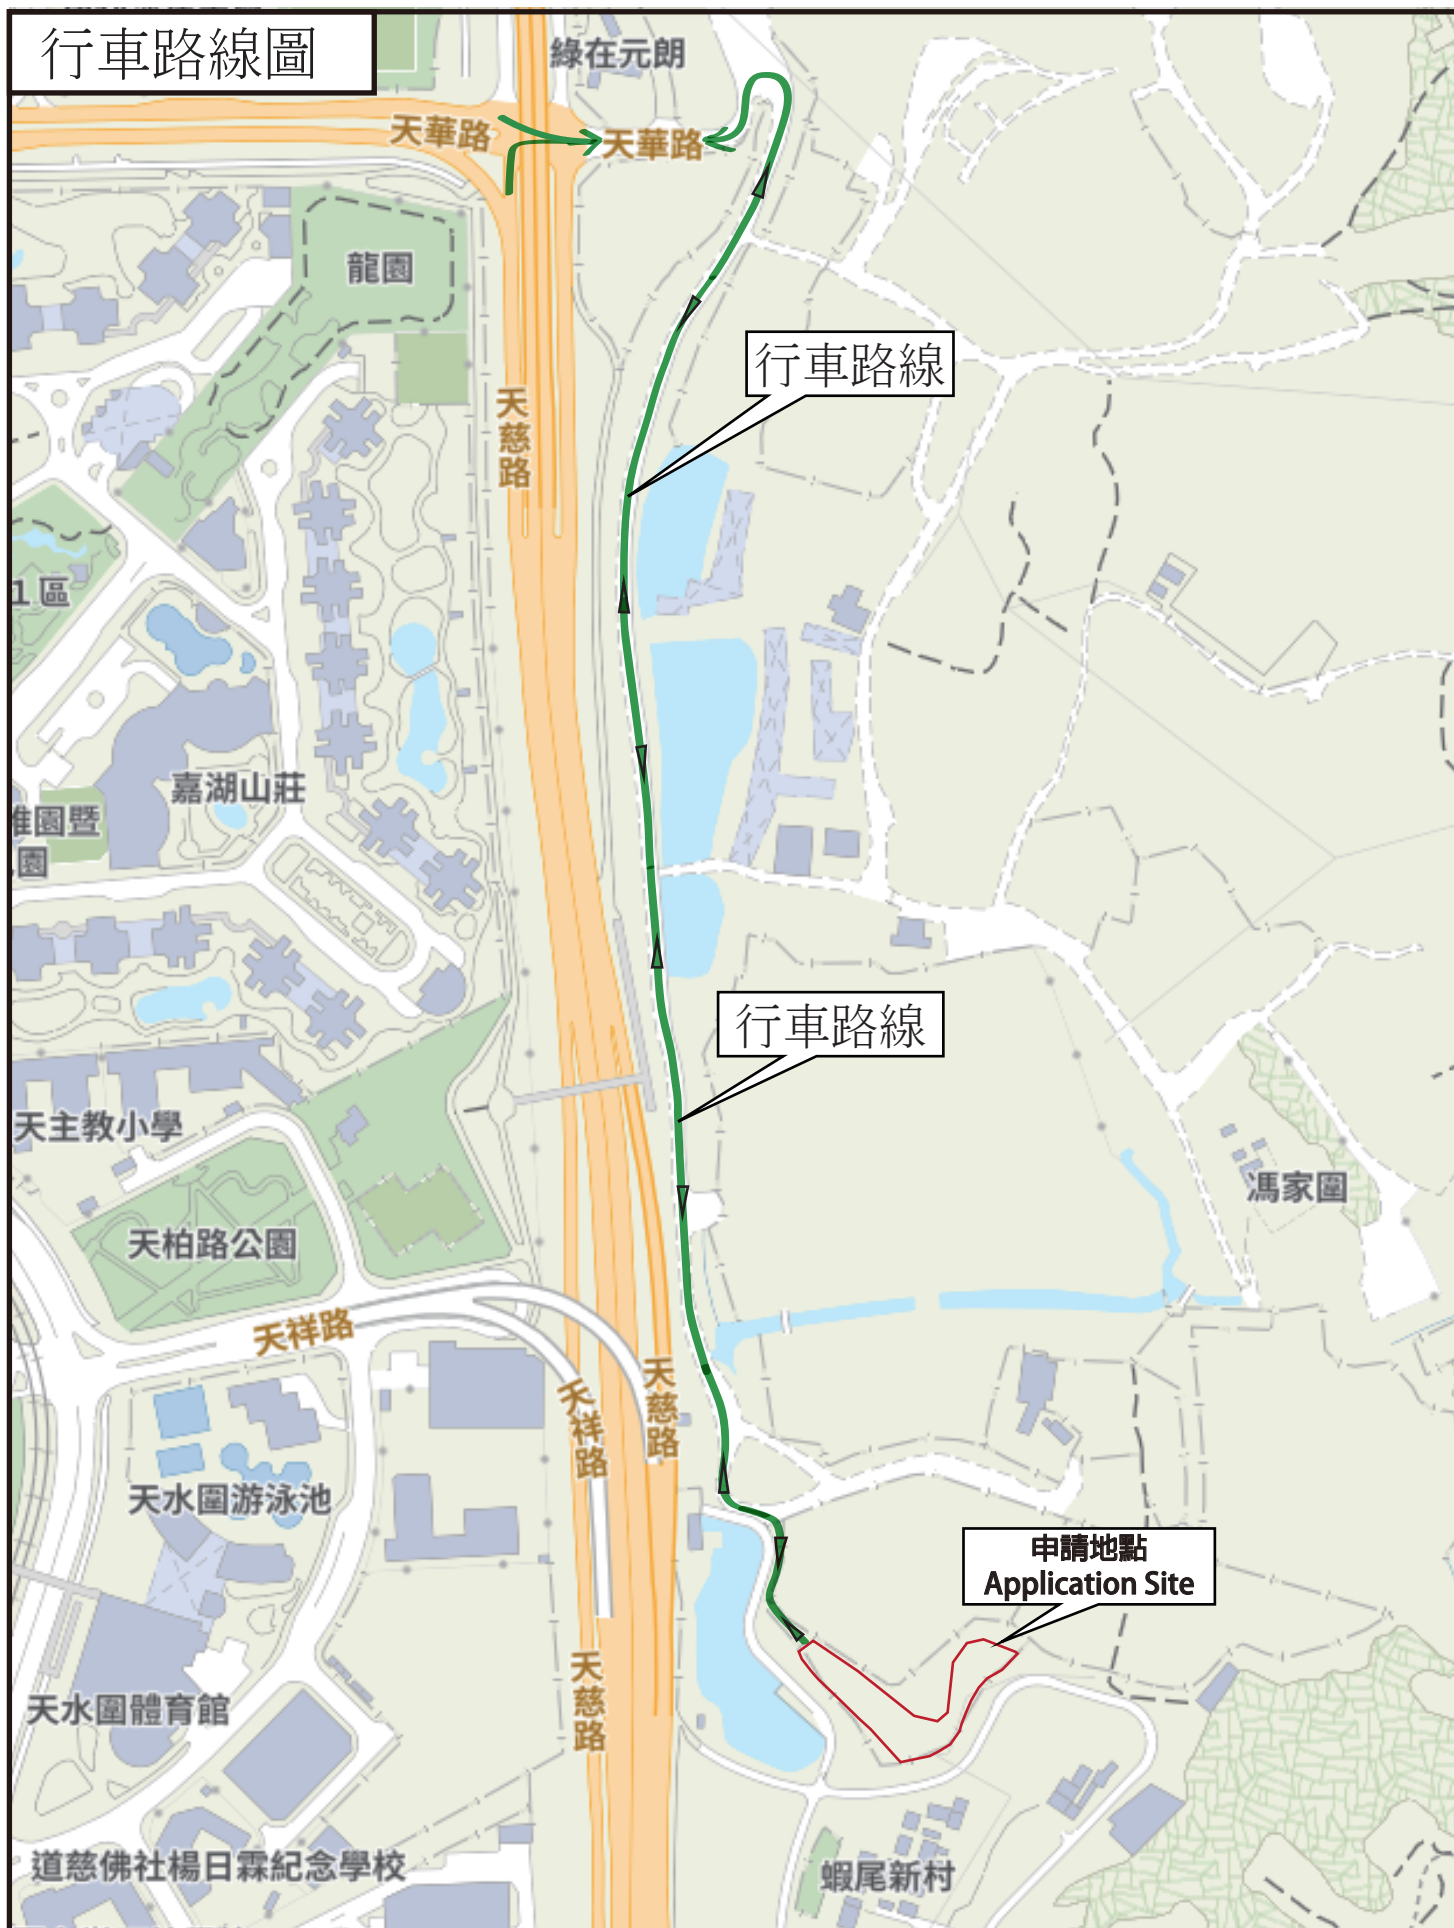 行車路線圖
綠在元朗
天華路
天華路
龍園
行車路線
天慈路
1區
嘉湖山莊
雅園暨
園
行車路線
天主教小學
馮家圍
天柏路公園
天祥路
天慈路
天祥路
天水圍游泳池
申請地點
Application Site
天慈路
天水圍體育館
道慈佛社楊日霖紀念學校
蝦尾新村